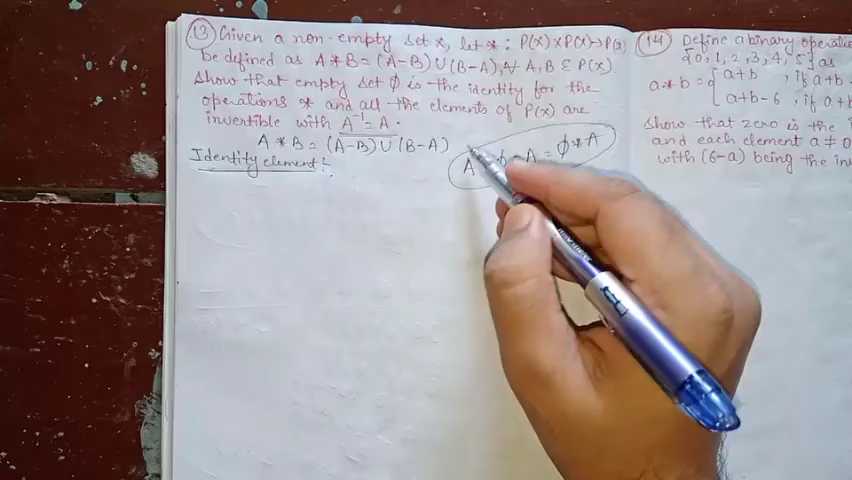 13 Given a non-empty set X, let * : P(X) x P(X) → P(X)
be defined as A * B = (A-B) U (B-A), ∀ A, B ∈ P(X).
Show that empty set ϕ is the identity for the
operations * and all the elements of P(X) are
invertible with A⁻¹ = A.
A * B = (A-B) U (B-A)
Identity element:
A = A = ϕ * A
14 Define a binary
{0, 1, 2, 3, 4, 5} as
a * b = { a+b , if a+b
a+b-6 , if a+b
Show that zero is the
and each element a ≠ 0
with (6-a) being the